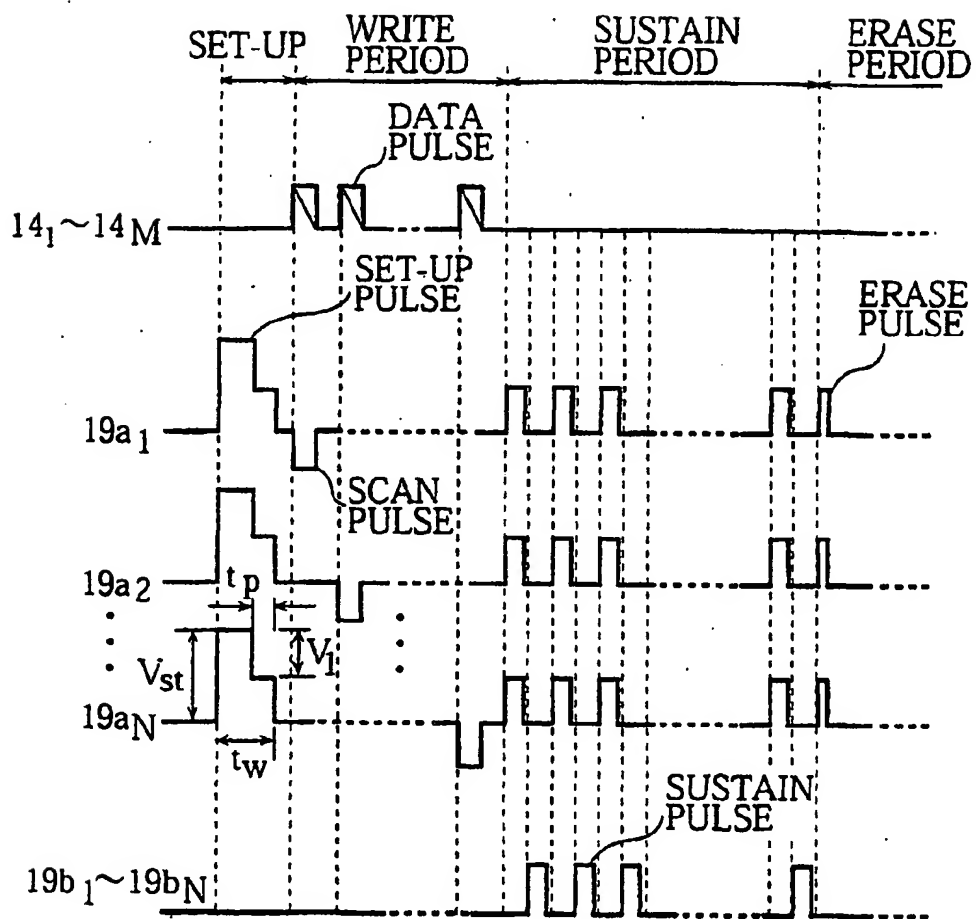 SET-UP
WRITE
PERIOD
SUSTAIN
PERIOD
ERASE
PERIOD
DATA
PULSE
14₁~14M
SET-UP
PULSE
ERASE
PULSE
19a₁
SCAN
PULSE
19a₂
tp
V₁
Vst
19aN
tw
SUSTAIN
PULSE
19b₁~19bN